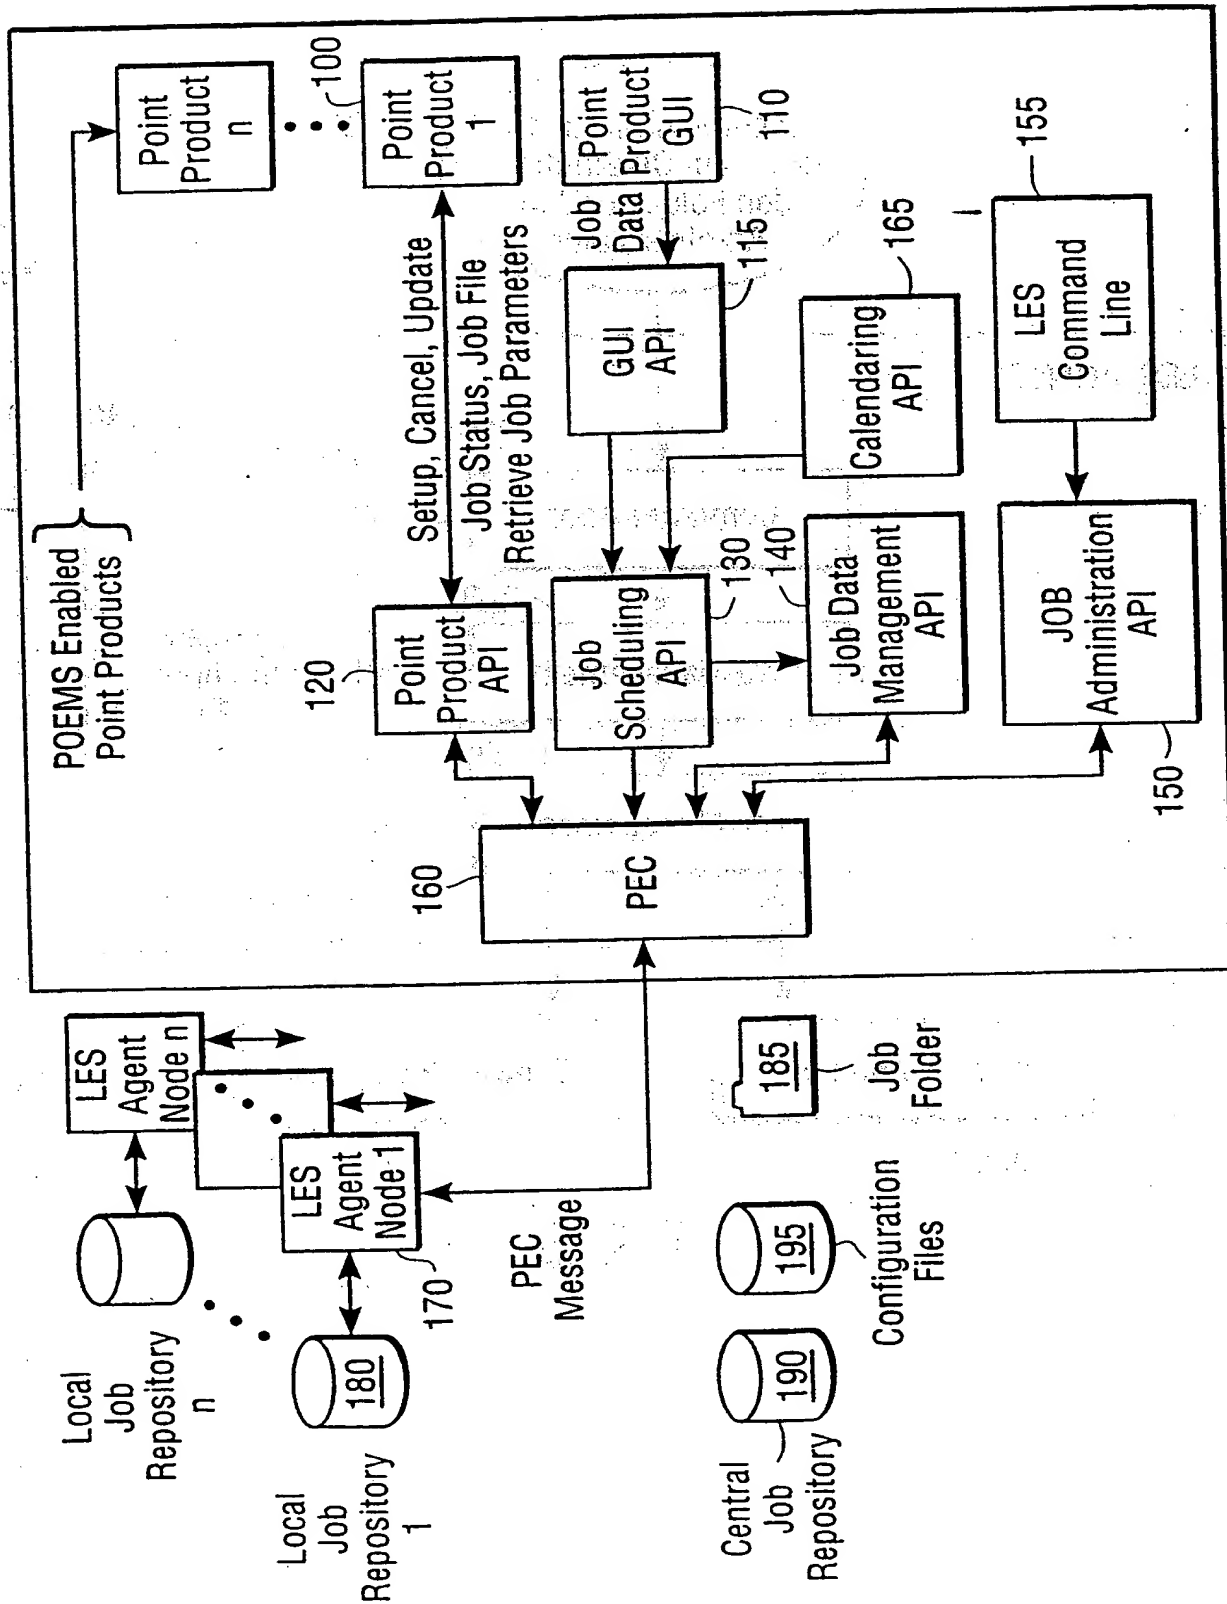 POEMS Enabled
Point Products
Point
Product
n
100
Point
Product
1
Setup, Cancel, Update
Job Status, Job File
Retrieve Job Parameters
120
Point
Product
API
Point
Product
GUI
110
Job
Data
GUI
API
115
Job
Scheduling
API
130
Calendaring
API
165
140
Job Data
Management
API
LES
Command
Line
155
JOB
Administration
API
150
160
PEC
LES
Agent
Node n
LES
Agent
Node 1
170
PEC
Message
Local
Job
Repository
n
180
Local
Job
Repository
1
185
Job
Folder
195
Configuration
Files
190
Central
Job
Repository